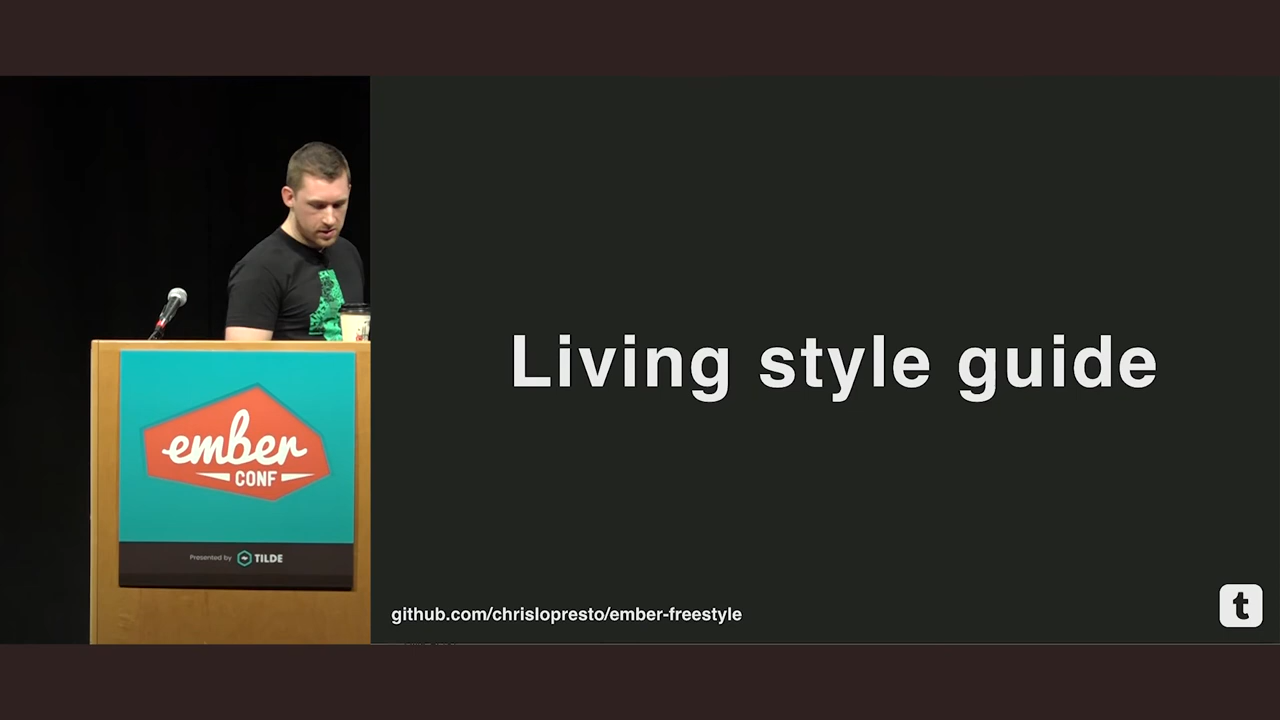 Living style guide
ember
CONF
Presented by TILDE
github.com/chrislopresto/ember-freestyle
t